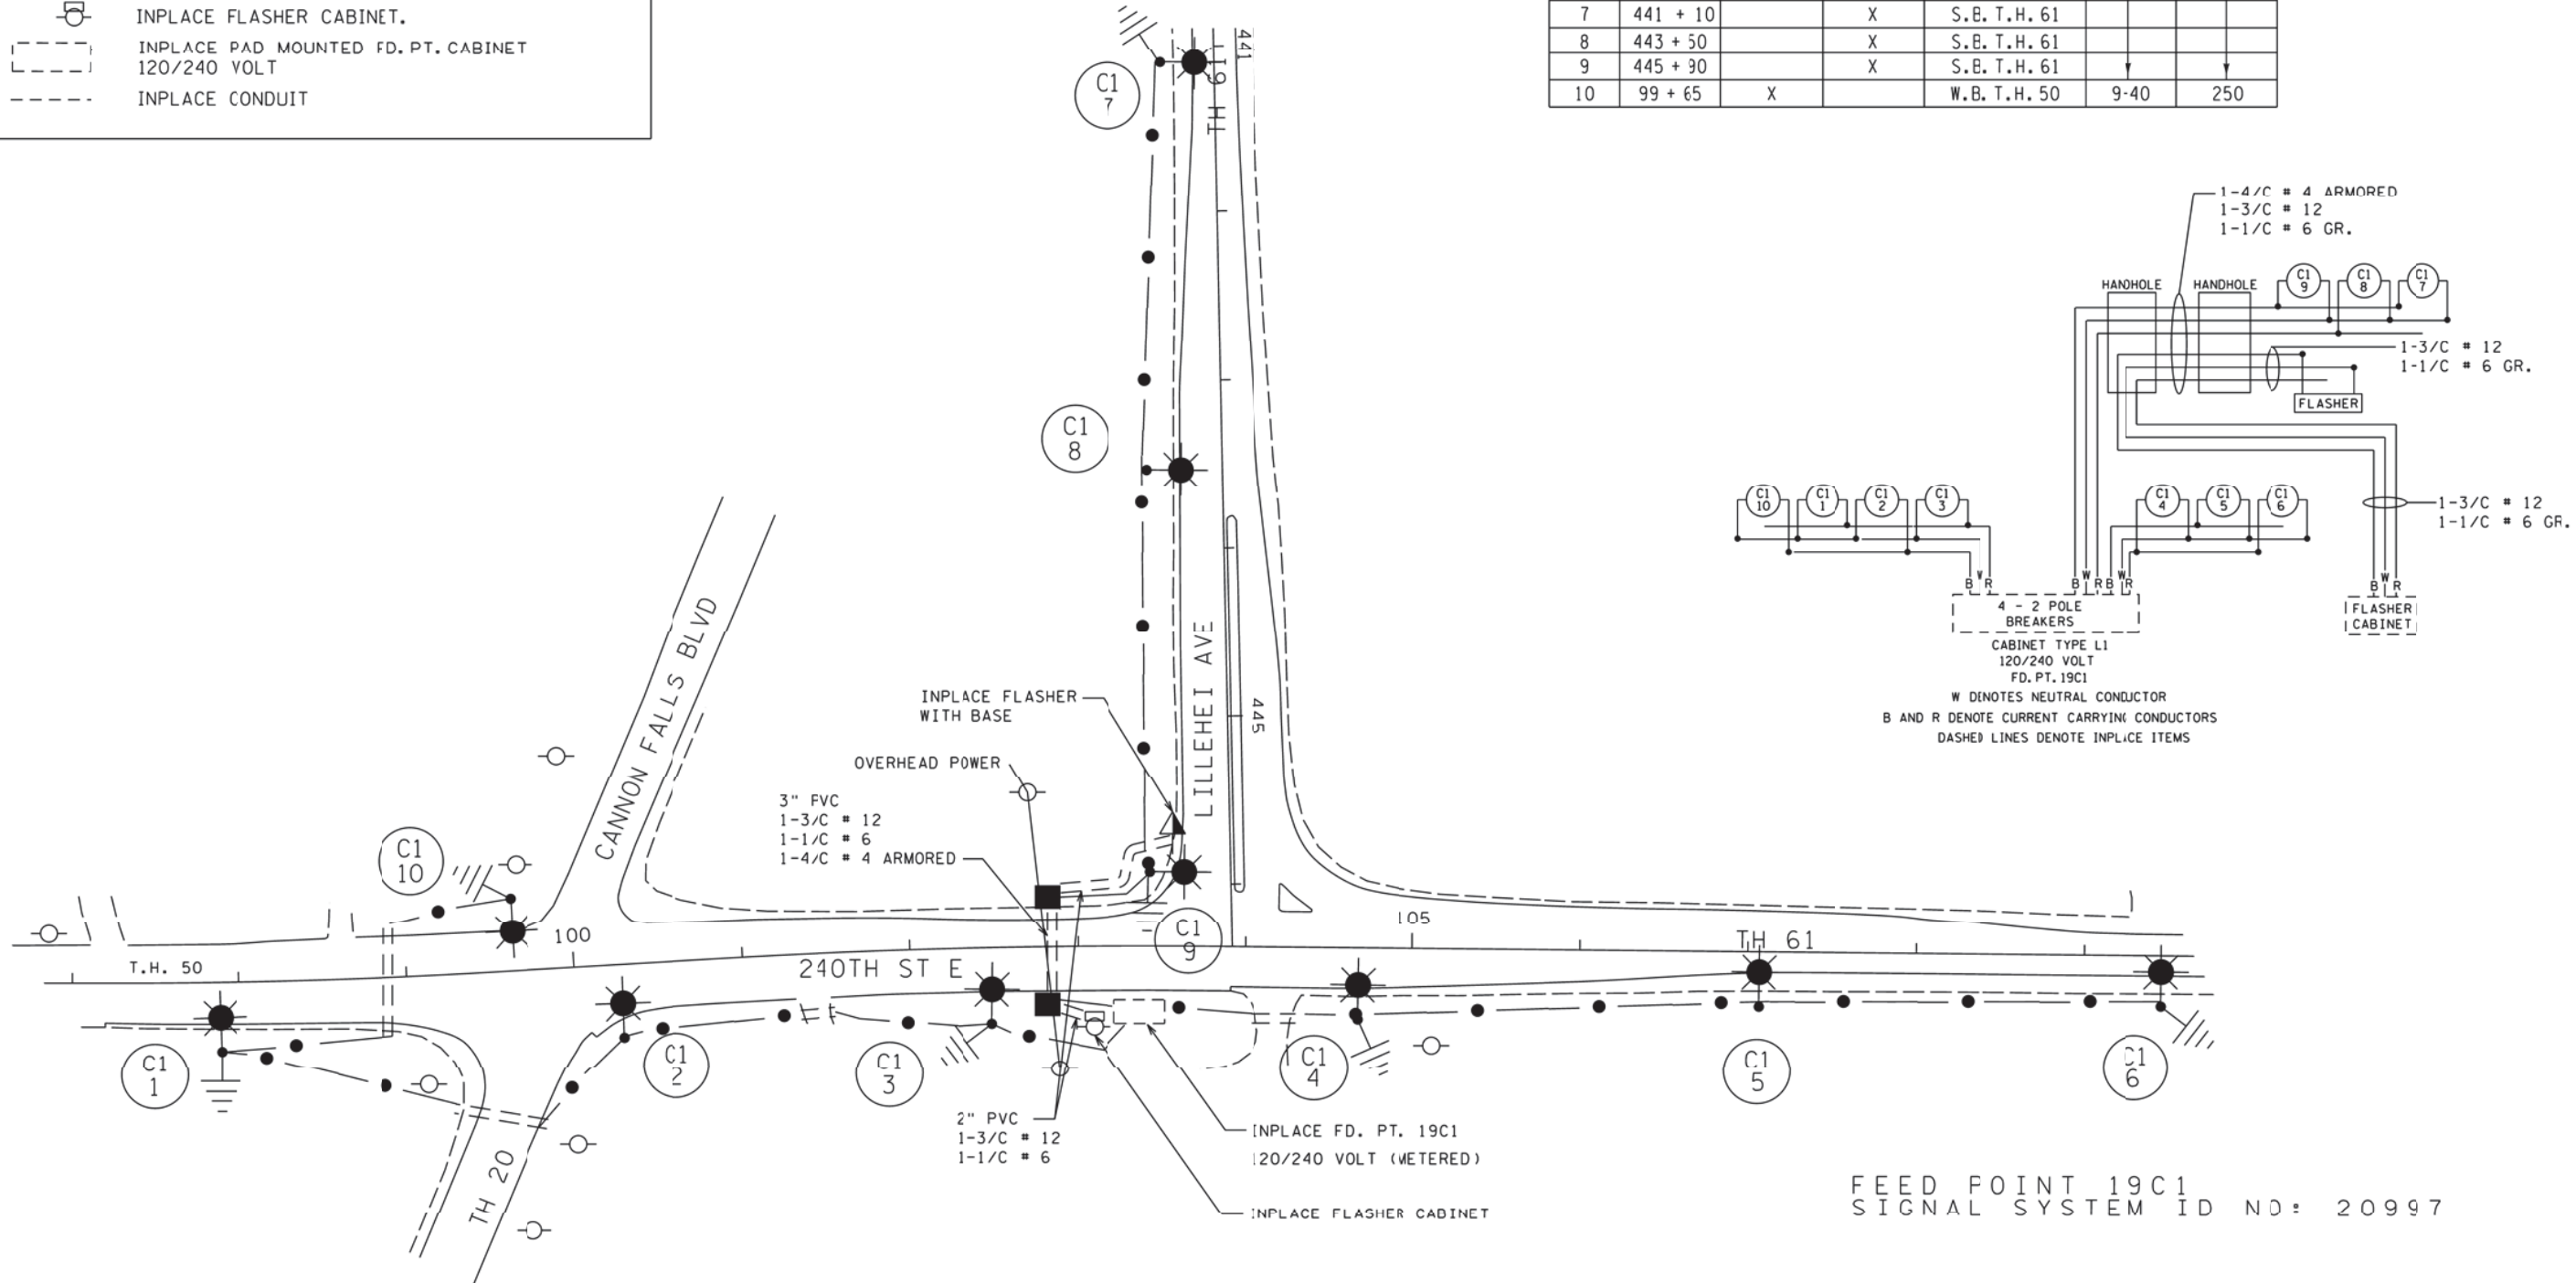 INPLACE FLASHER CABINET.
INPLACE PAD MOUNTED FD. PT. CABINET
120/240 VOLT
INPLACE CONDUIT
7 441 + 10 X S.B. T.H. 61
8 443 + 50 X S.B. T.H. 61
9 445 + 90 X S.B. T.H. 61
10 99 + 65 X W.B. T.H. 50 9-40 250
C1
7
TH 61
441
C1
8
CANNON FALLS BLVD
LILLEHEI AVE
445
INPLACE FLASHER
WITH BASE
OVERHEAD POWER
3" PVC
1-3/C # 12
1-1/C # 6
1-4/C # 4 ARMORED
C1
10
C1
9
100
105
T.H. 50
240TH ST E
TH 61
C1
1
C1
2
C1
3
C1
4
C1
5
C1
6
TH 20
2" PVC
1-3/C # 12
1-1/C # 6
INPLACE FD. PT. 19C1
120/240 VOLT (METERED)
INPLACE FLASHER CABINET
1-4/C # 4 ARMORED
1-3/C # 12
1-1/C # 6 GR.
HANDHOLE HANDHOLE
C1
9
C1
8
C1
7
1-3/C # 12
1-1/C # 6 GR.
FLASHER
C1
10
C1
1
C1
2
C1
3
C1
4
C1
5
C1
6
1-3/C # 12
1-1/C # 6 GR.
B W R B W R B W R B W R
4 - 2 POLE
BREAKERS
FLASHER
CABINET
CABINET TYPE L1
120/240 VOLT
FD. PT. 19C1
W DENOTES NEUTRAL CONDUCTOR
B AND R DENOTE CURRENT CARRYING CONDUCTORS
DASHED LINES DENOTE INPLACE ITEMS
FEED POINT 19C1
SIGNAL SYSTEM ID NO: 20997